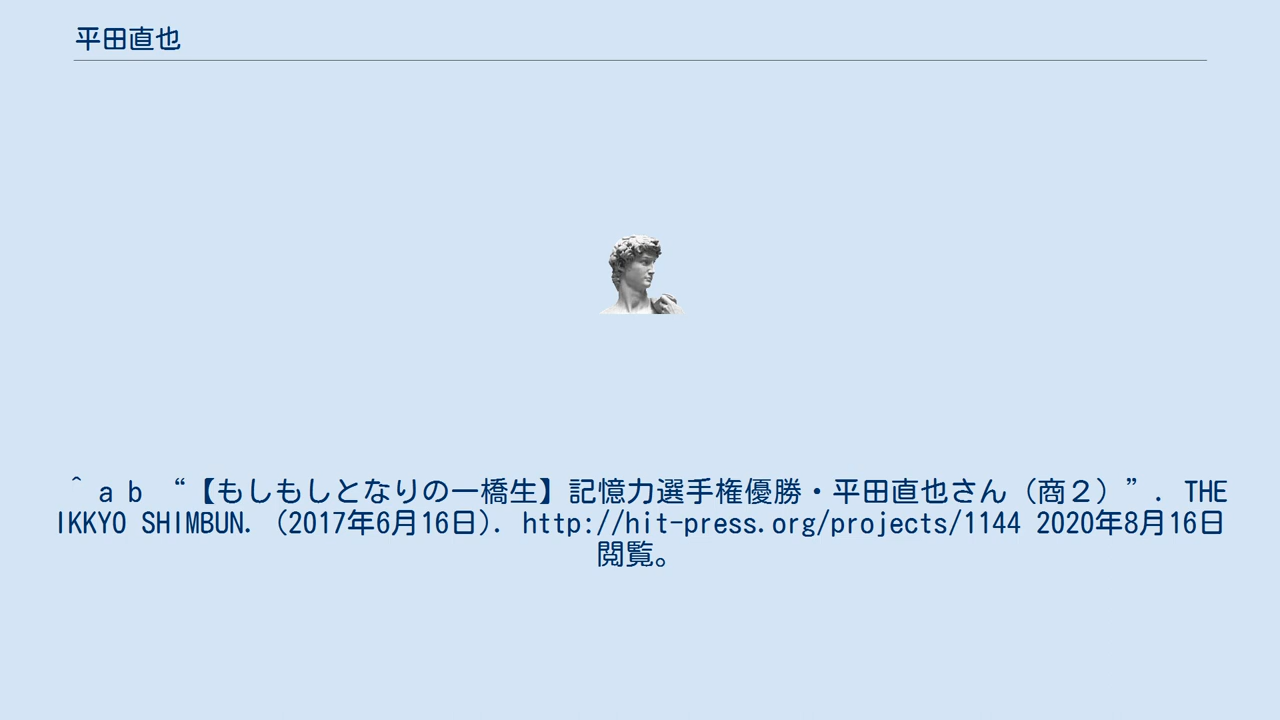 平田直也
^ a b “【もしもしとなりの一橋生】記憶力選手権優勝・平田直也さん（商２）”. THE
IKKYO SHIMBUN. (2017年6月16日). http://hit-press.org/projects/1144 2020年8月16日
閲覧。